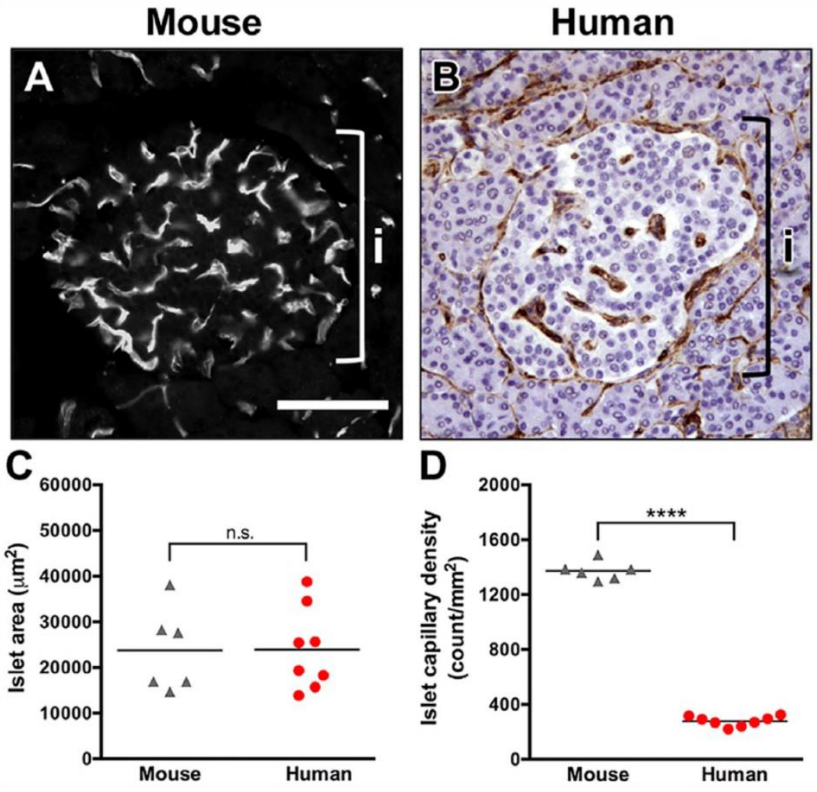 Mouse Human
A B
i i
C D
Islet area (μm²)
60000
50000
40000
30000
20000
10000
0
n.s.
Mouse Human
Islet capillary density
(count/mm²)
2000
1600
1200
800
400
0
****
Mouse Human